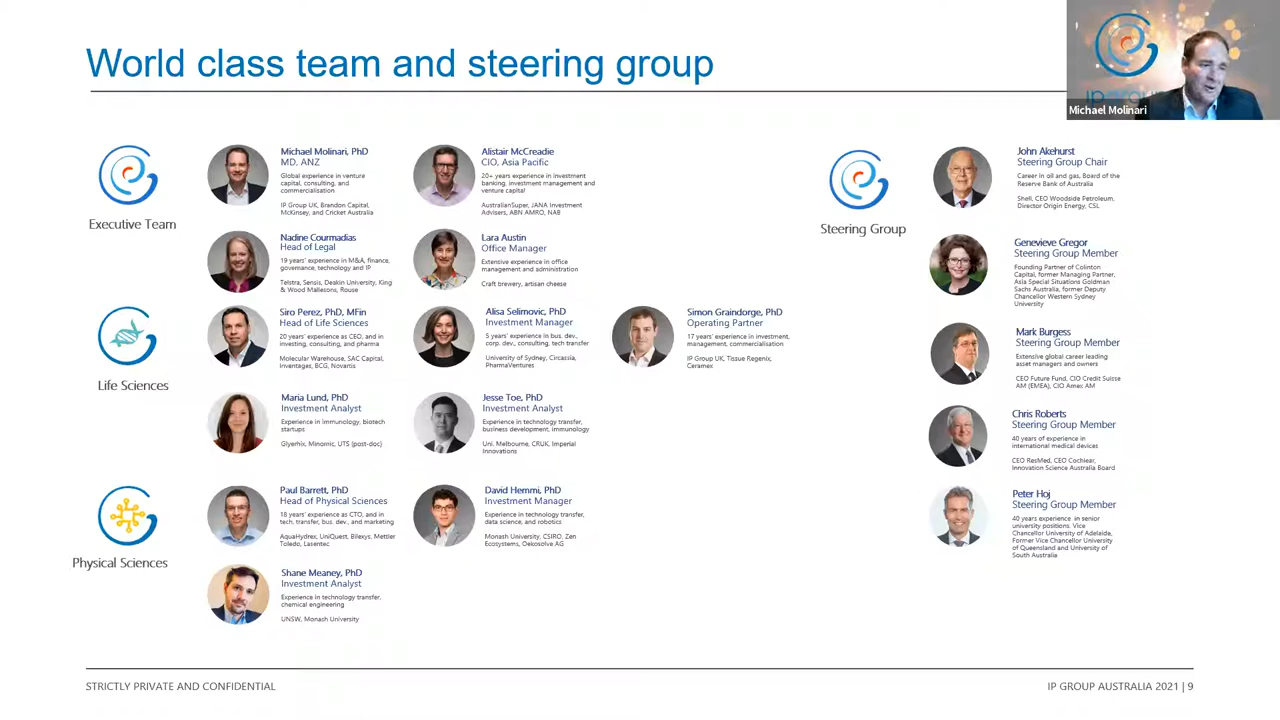 World class team and steering group
Michael Molinari
Executive Team
Michael Molinari, PhD
MD, ANZ
Global experience in venture
capital, consulting, and
commercialisation
IP Group UK, Brandon Capital,
McKinsey, and Cricket Australia
Alistair McCreadie
CIO, Asia Pacific
20+ years experience in investment
banking, investment management and
venture capital
AustralianSuper, JANA Investment
Advisers, ABN AMRO, NAB
Nadine Courmadias
Head of Legal
19 years' experience in M&A, finance,
governance, technology and IP
Telstra, Sensis, Deakin University, King
& Wood Mallesons, Rouse
Lara Austin
Office Manager
Extensive experience in office
management and administration
Craft brewery, artisan cheese
Life Sciences
Siro Perez, PhD, MFin
Head of Life Sciences
20 years' experience as CEO, and in
investing, consulting, and pharma
Molecular Warehouse, SAC Capital,
Inventages, BCG, Novartis
Alisa Selimovic, PhD
Investment Manager
5 years' experience in bus. dev.,
corp. dev., consulting, tech transfer
University of Sydney, Circassia,
PharmaVentures
Simon Graindorge, PhD
Operating Partner
17 years' experience in investment,
management, commercialisation
IP Group UK, Tissue Regenix,
Ceramex
Maria Lund, PhD
Investment Analyst
Experience in immunology, biotech
startups
Glyerhix, Minomic, UTS (post-doc)
Jesse Toe, PhD
Investment Analyst
Experience in technology transfer,
business development, immunology
Uni. Melbourne, CRUK, Imperial
Innovations
Physical Sciences
Paul Barrett, PhD
Head of Physical Sciences
18 years' experience as CTO, and in
tech. transfer, bus. dev., and marketing
AquaHydrex, UniQuest, Bilexys, Mettler
Toledo, Lasentec
David Hemmi, PhD
Investment Manager
Experience in technology transfer,
data science, and robotics
Monash University, CSIRO, Zen
Ecosystems, Oekosolve AG
Shane Meaney, PhD
Investment Analyst
Experience in technology transfer,
chemical engineering
UNSW, Monash University
Steering Group
John Akehurst
Steering Group Chair
Career in oil and gas, Board of the
Reserve Bank of Australia
Shell, CEO Woodside Petroleum,
Director Origin Energy, CSL
Genevieve Gregor
Steering Group Member
Founding Partner of Colinton
Capital, former Managing Partner,
Asia Special Situations Goldman
Sachs Australia, former Deputy
Chancellor Western Sydney
University
Mark Burgess
Steering Group Member
Extensive global career leading
asset managers and owners
CEO Future Fund, CIO Credit Suisse
AM (EMEA), CIO Amex AM
Chris Roberts
Steering Group Member
40 years of experience in
international medical devices
CEO ResMed, CEO Cochlear,
Innovation Science Australia Board
Peter Hoj
Steering Group Member
40 years experience in senior
university positions. Vice
Chancellor University of Adelaide,
Former Vice Chancellor University
of Queensland and University of
South Australia
STRICTLY PRIVATE AND CONFIDENTIAL
IP GROUP AUSTRALIA 2021 | 9